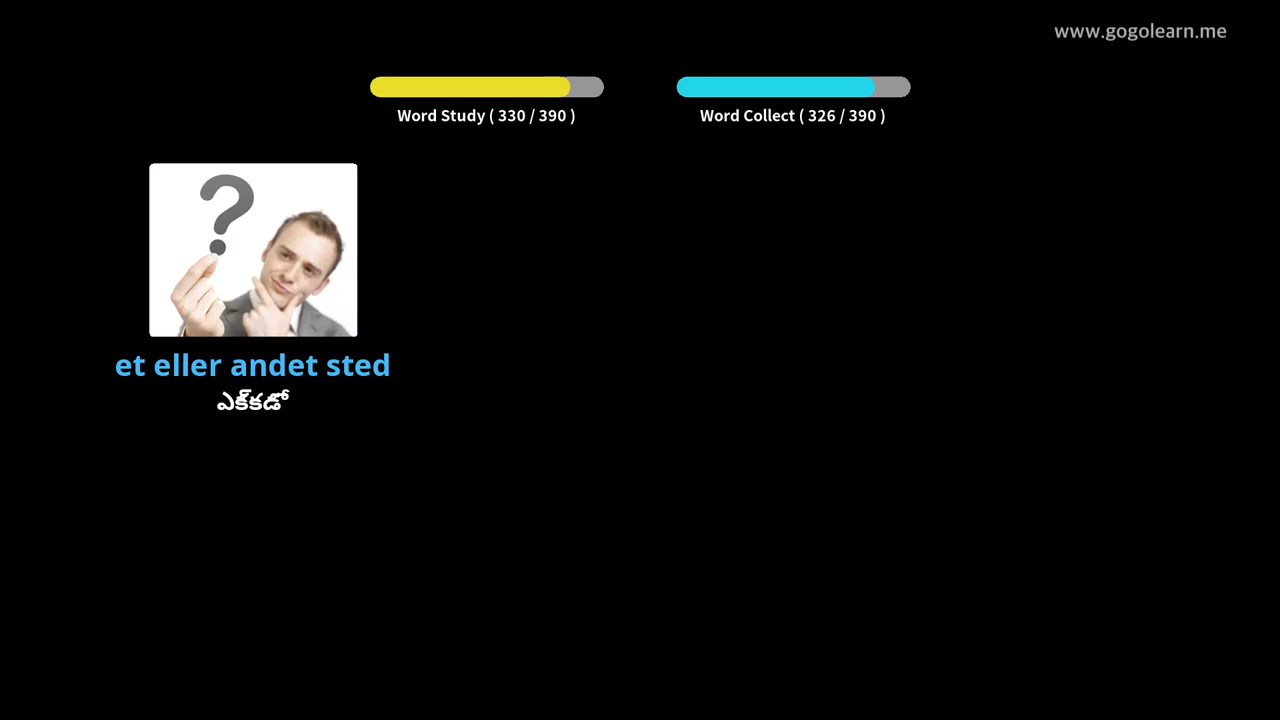 www.gogolearn.me
Word Study ( 330 / 390 )
Word Collect ( 326 / 390 )
?
et eller andet sted
ఎక్కడో